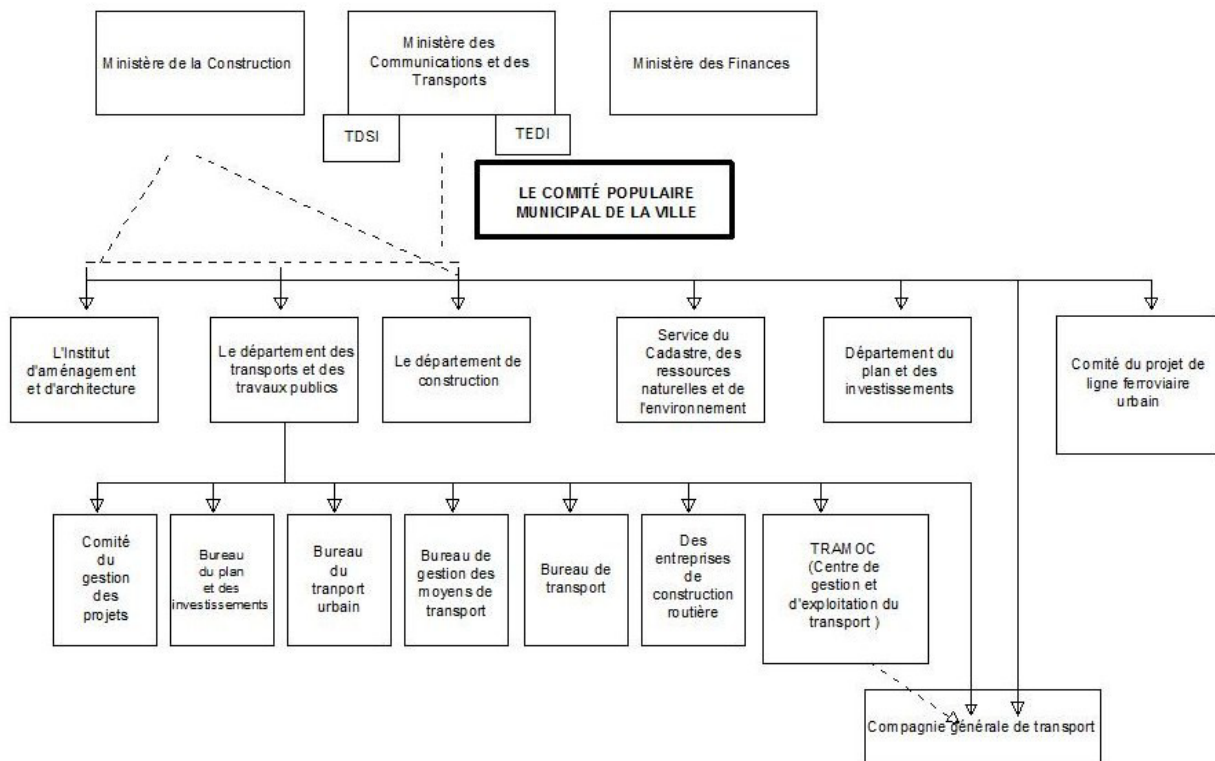 Ministère de la Construction
Ministère des
Communications et des
Transports
Ministère des Finances
TDSI
TEDI
LE COMITÉ POPULAIRE
MUNICIPAL DE LA VILLE
L'Institut
d'aménagement
et d'architecture
Le département des
transports et des
travaux publics
Le département de
construction
Service du
Cadastre, des
ressources
naturelles et de
l'environnement
Département du
plan et des
investissements
Comité du projet de
ligne ferroviaire
urbain
Comité
du
gestion
des
projets
Bureau
du plan
et des
investissements
Bureau
du
tranport
urbain
Bureau de
gestion des
moyens de
transport
Bureau de
transport
Des
entreprises
de
construction
routière
TRAMOC
(Centre de
gestion et
d'exploitation du
transport )
Compagnie générale de transport